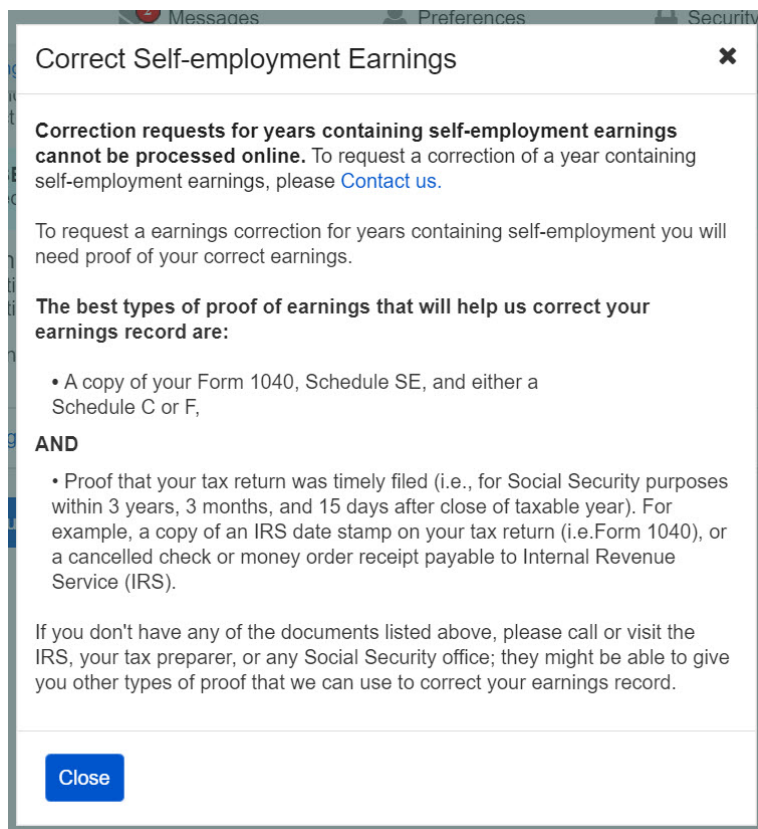 2 Messages Preferences Security
Correct Self-employment Earnings
Correction requests for years containing self-employment earnings
cannot be processed online. To request a correction of a year containing
self-employment earnings, please Contact us.
To request a earnings correction for years containing self-employment you will
need proof of your correct earnings.
The best types of proof of earnings that will help us correct your
earnings record are:
• A copy of your Form 1040, Schedule SE, and either a
Schedule C or F,
AND
• Proof that your tax return was timely filed (i.e., for Social Security purposes
within 3 years, 3 months, and 15 days after close of taxable year). For
example, a copy of an IRS date stamp on your tax return (i.e.Form 1040), or
a cancelled check or money order receipt payable to Internal Revenue
Service (IRS).
If you don't have any of the documents listed above, please call or visit the
IRS, your tax preparer, or any Social Security office; they might be able to give
you other types of proof that we can use to correct your earnings record.
Close